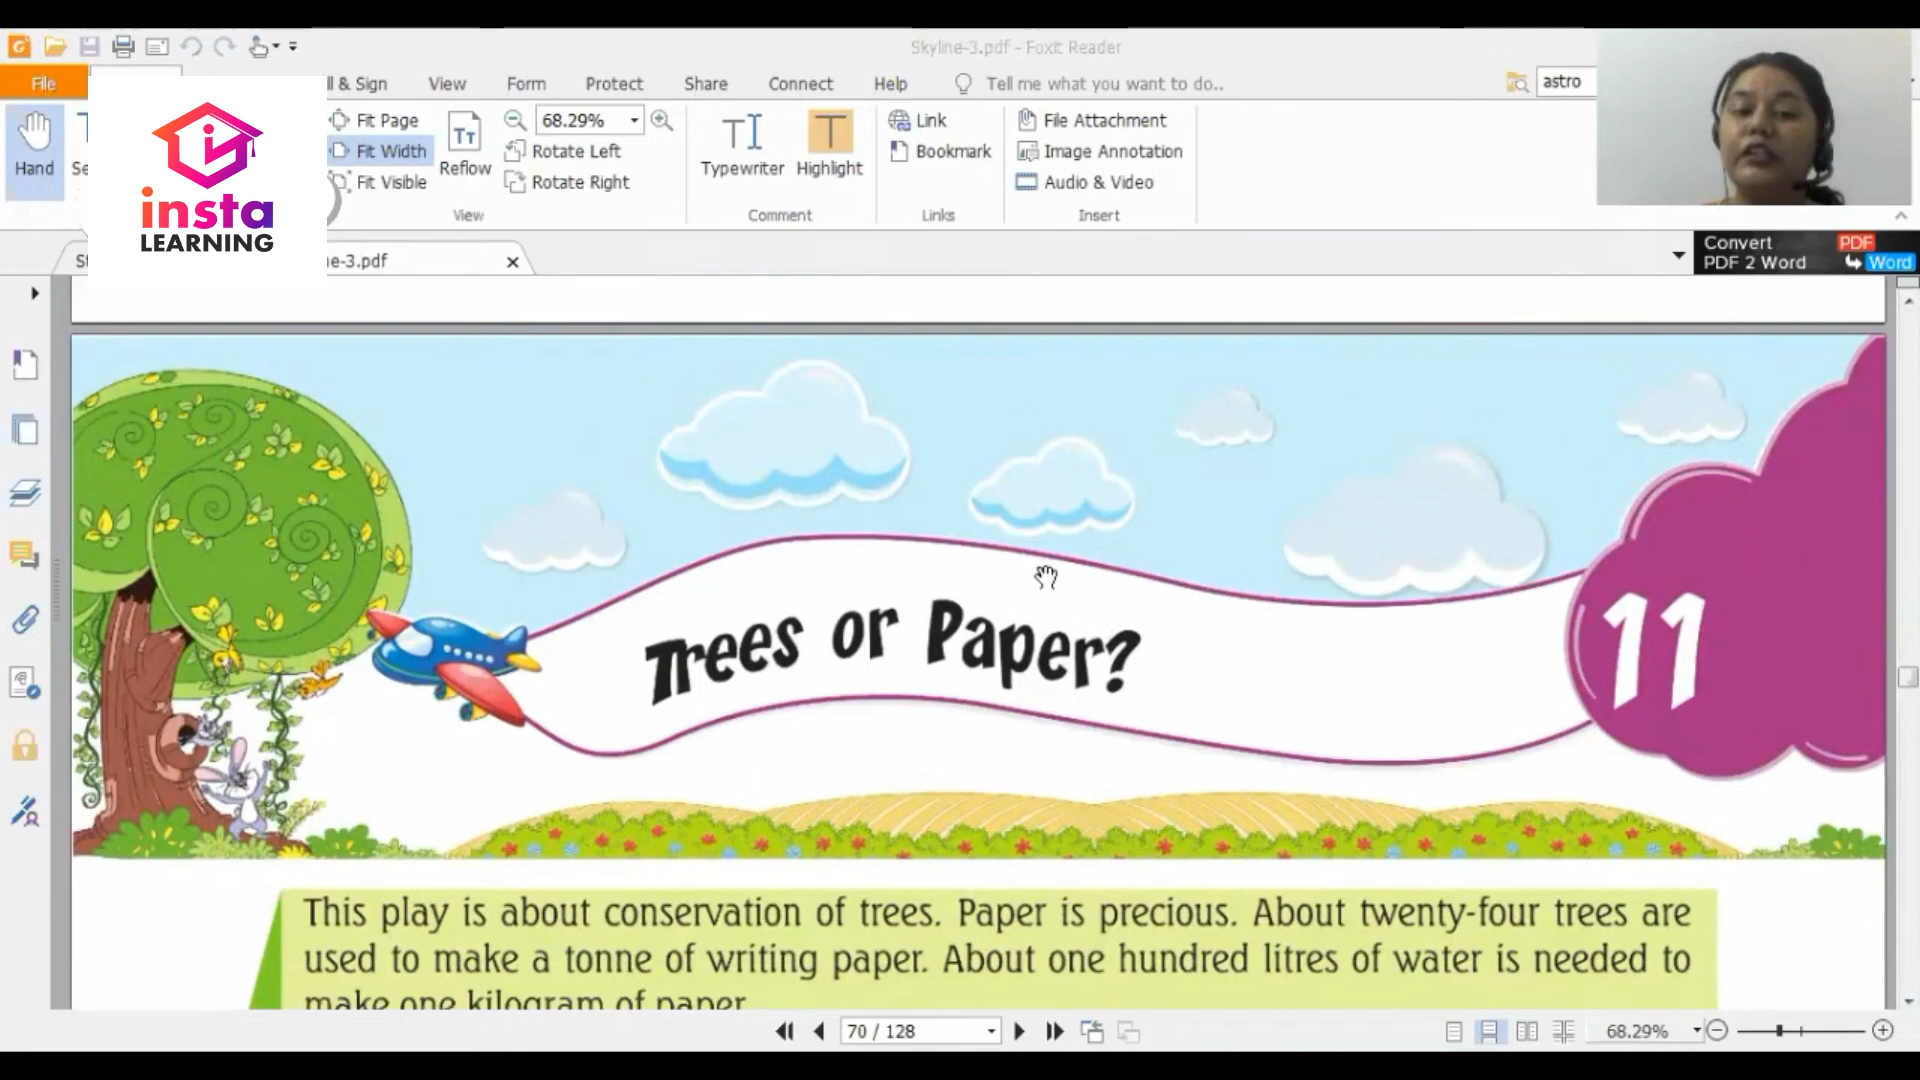 Skyline-3.pdf - Foxit Reader
File
ll & Sign View Form Protect Share Connect Help Tell me what you want to do.. astro
Hand
Fit Page
Fit Width
Fit Visible
Reflow
68.29%
Rotate Left
Rotate Right
View
Typewriter
Highlight
Comment
Link
Bookmark
Links
File Attachment
Image Annotation
Audio & Video
Insert
insta
LEARNING
e-3.pdf
Convert PDF
PDF 2 Word Word
Trees or Paper?
11
This play is about conservation of trees. Paper is precious. About twenty-four trees are
used to make a tonne of writing paper. About one hundred litres of water is needed to
make one kilogram of paper.
70 / 128
68.29%